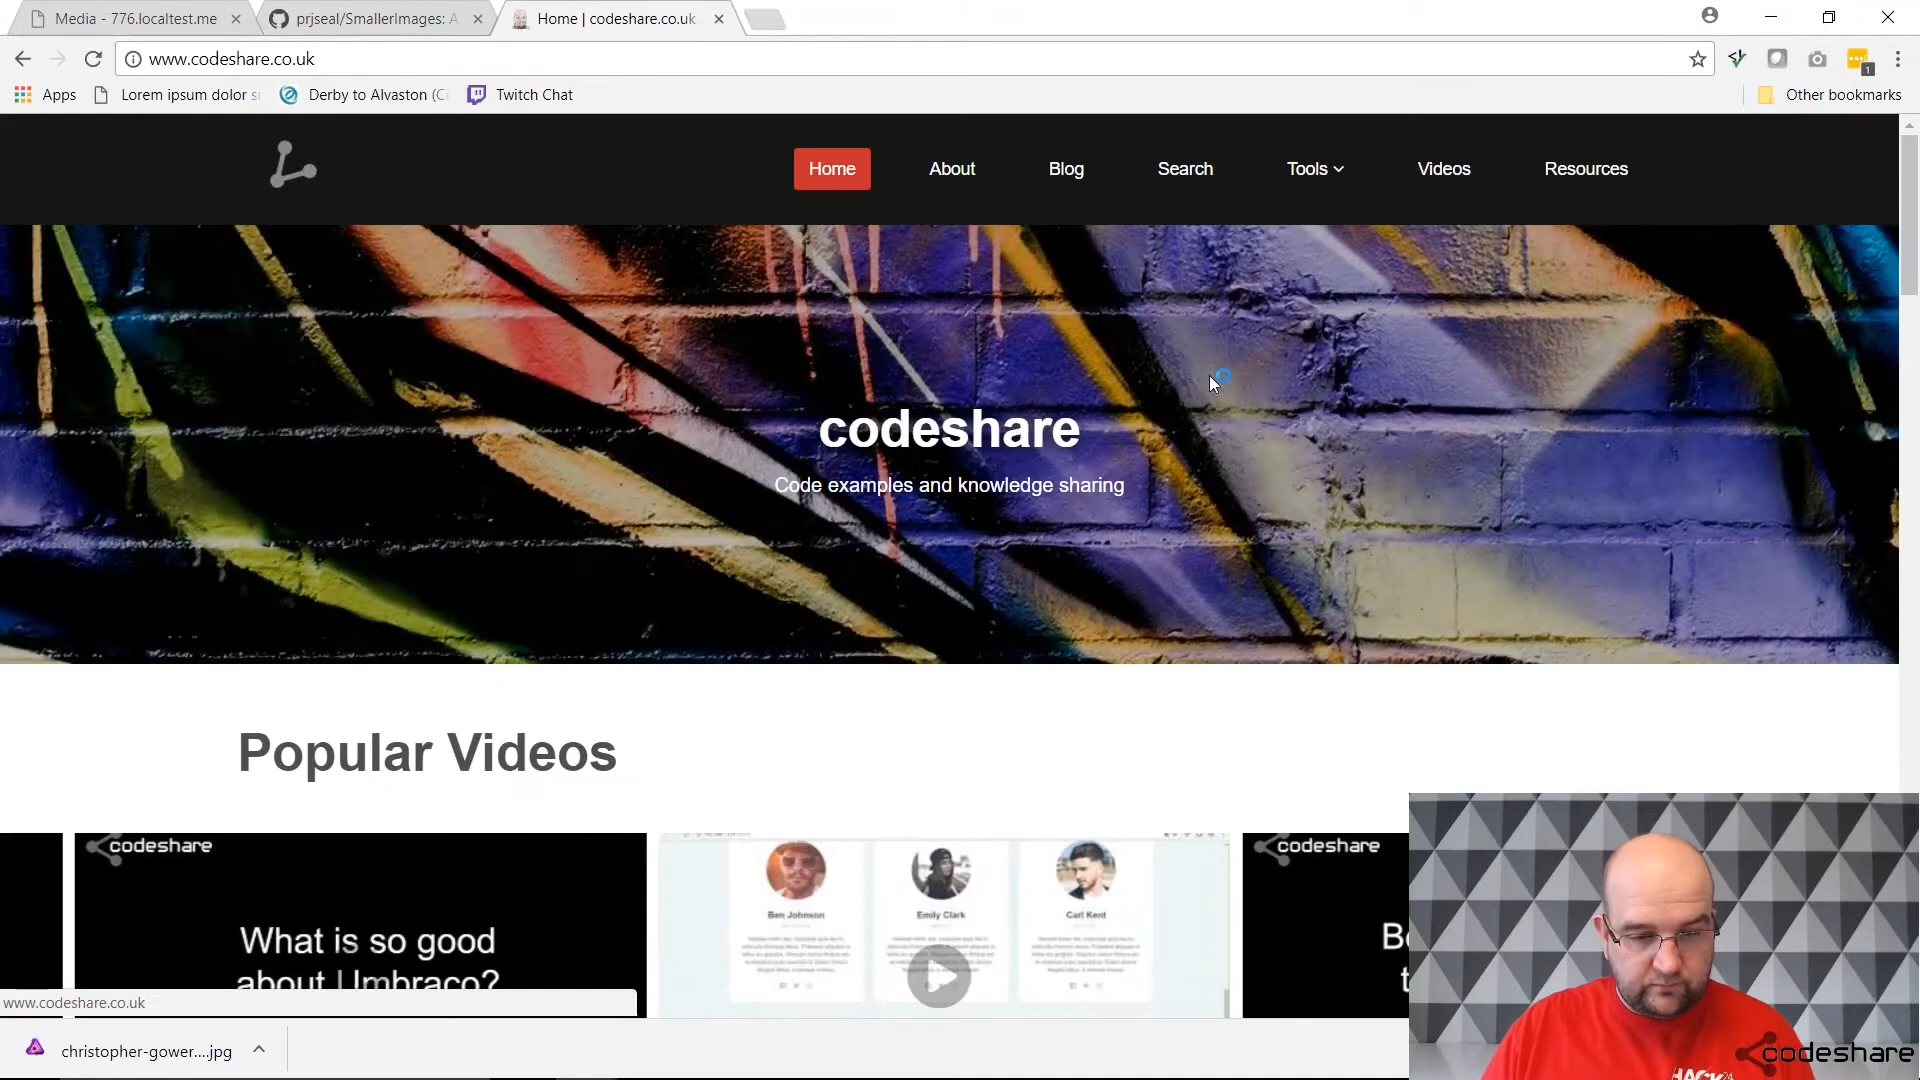 Media - 776.localtest.me
prjseal/SmallerImages: A
Home | codeshare.co.uk
www.codeshare.co.uk
1
Apps
Lorem ipsum dolor si
Derby to Alvaston (Ci
Twitch Chat
Other bookmarks
Home
About
Blog
Search
Tools
Videos
Resources
codeshare
Code examples and knowledge sharing
Popular Videos
codeshare
What is so good
about Umbraco?
Ben Johnson
Emily Clark
Carl Kent
codeshare
www.codeshare.co.uk
christopher-gower....jpg
codeshare